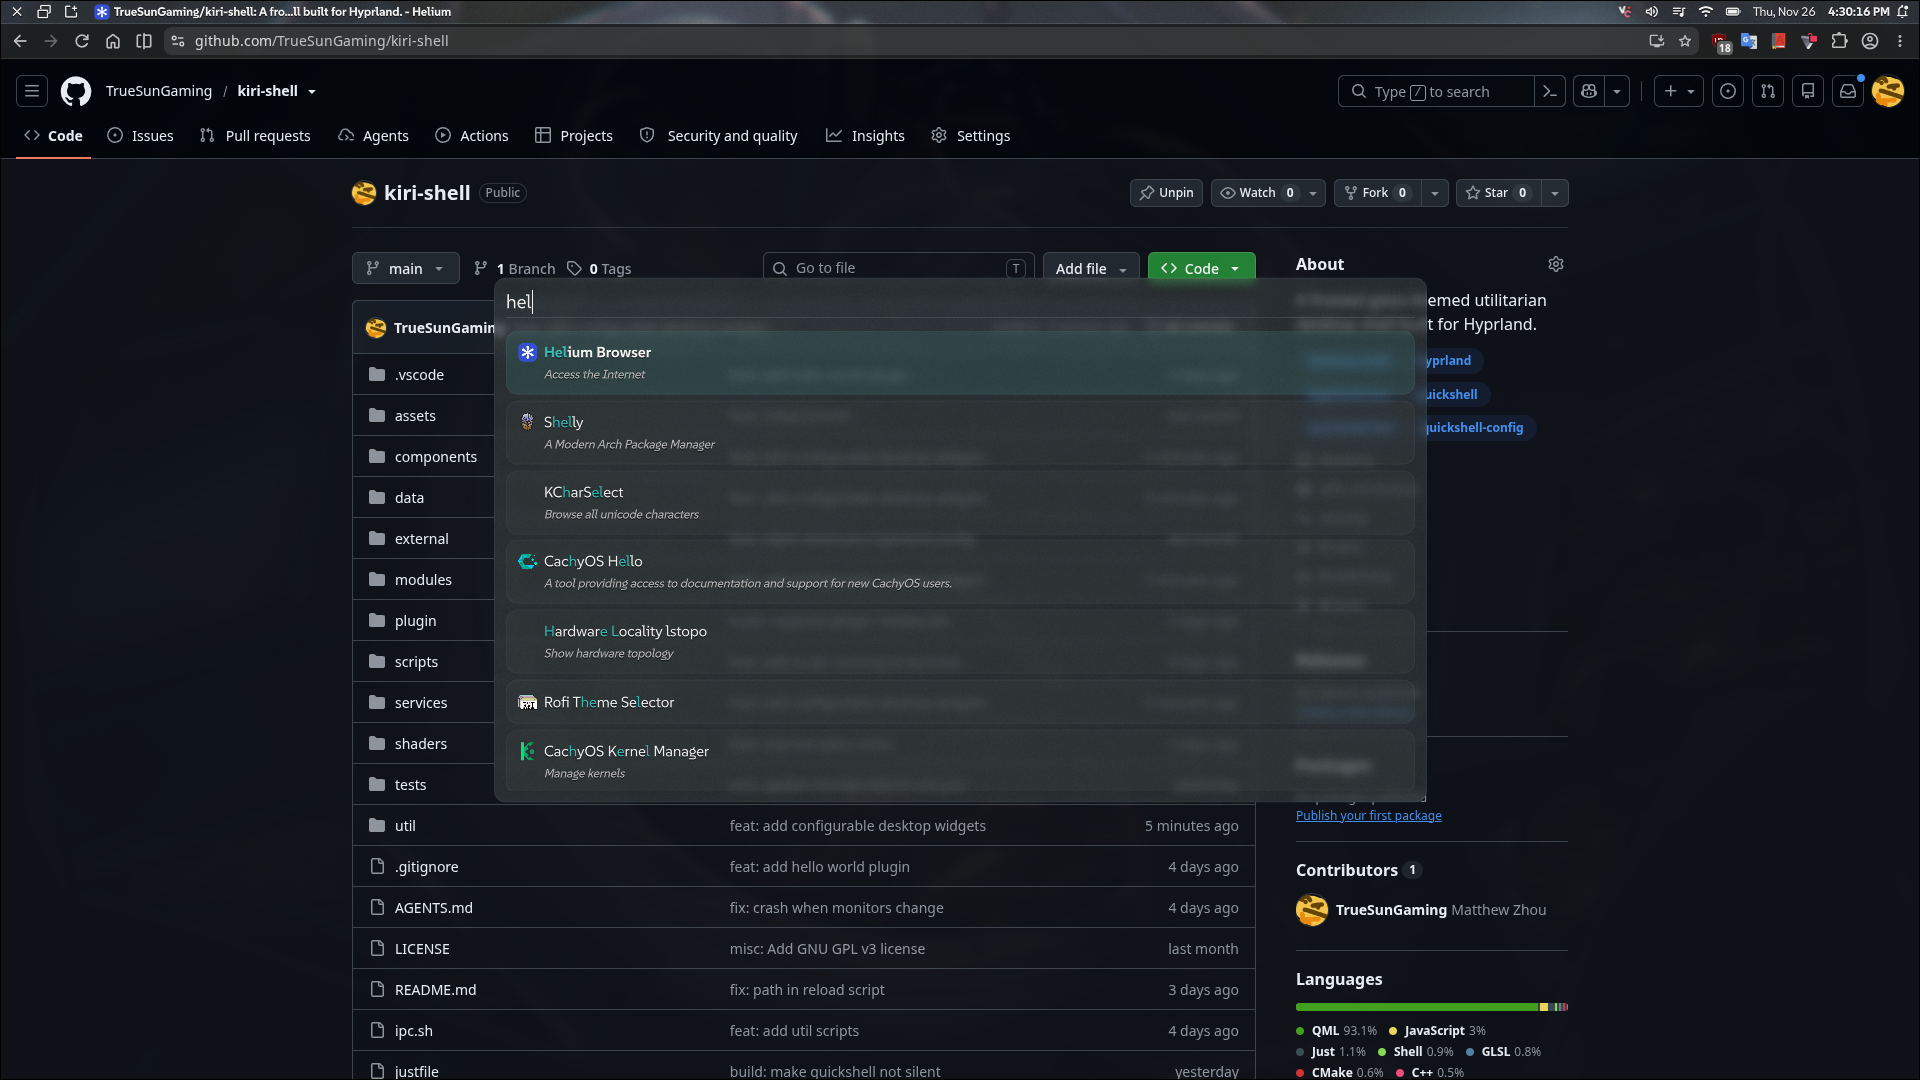 TrueSunGaming/kiri-shell: A fro...ll built for Hyprland. - Helium
Thu, Nov 26 4:30:16 PM
github.com/TrueSunGaming/kiri-shell
18
TrueSunGaming / kiri-shell
Type / to search
Code Issues Pull requests Agents Actions Projects Security and quality Insights Settings
kiri-shell Public
Unpin Watch 0 Fork 0 Star 0
main 1 Branch 0 Tags Go to file T Add file Code
About
hel
emed utilitarian
t for Hyprland.
TrueSunGamin
Helium Browser
Access the Internet
yprland
.vscode
uickshell
assets
Shelly
A Modern Arch Package Manager
quickshell-config
components
KCharSelect
Browse all unicode characters
data
external
CachyOS Hello
A tool providing access to documentation and support for new CachyOS users.
modules
plugin
Hardware Locality lstopo
Show hardware topology
scripts
services
Rofi Theme Selector
shaders
CachyOS Kernel Manager
Manage kernels
tests
Publish your first package
util feat: add configurable desktop widgets 5 minutes ago
.gitignore feat: add hello world plugin 4 days ago
AGENTS.md fix: crash when monitors change 4 days ago
LICENSE misc: Add GNU GPL v3 license last month
README.md fix: path in reload script 3 days ago
ipc.sh feat: add util scripts 4 days ago
justfile build: make quickshell not silent yesterday
Contributors 1
TrueSunGaming Matthew Zhou
Languages
QML 93.1% JavaScript 3%
Just 1.1% Shell 0.9% GLSL 0.8%
CMake 0.6% C++ 0.5%